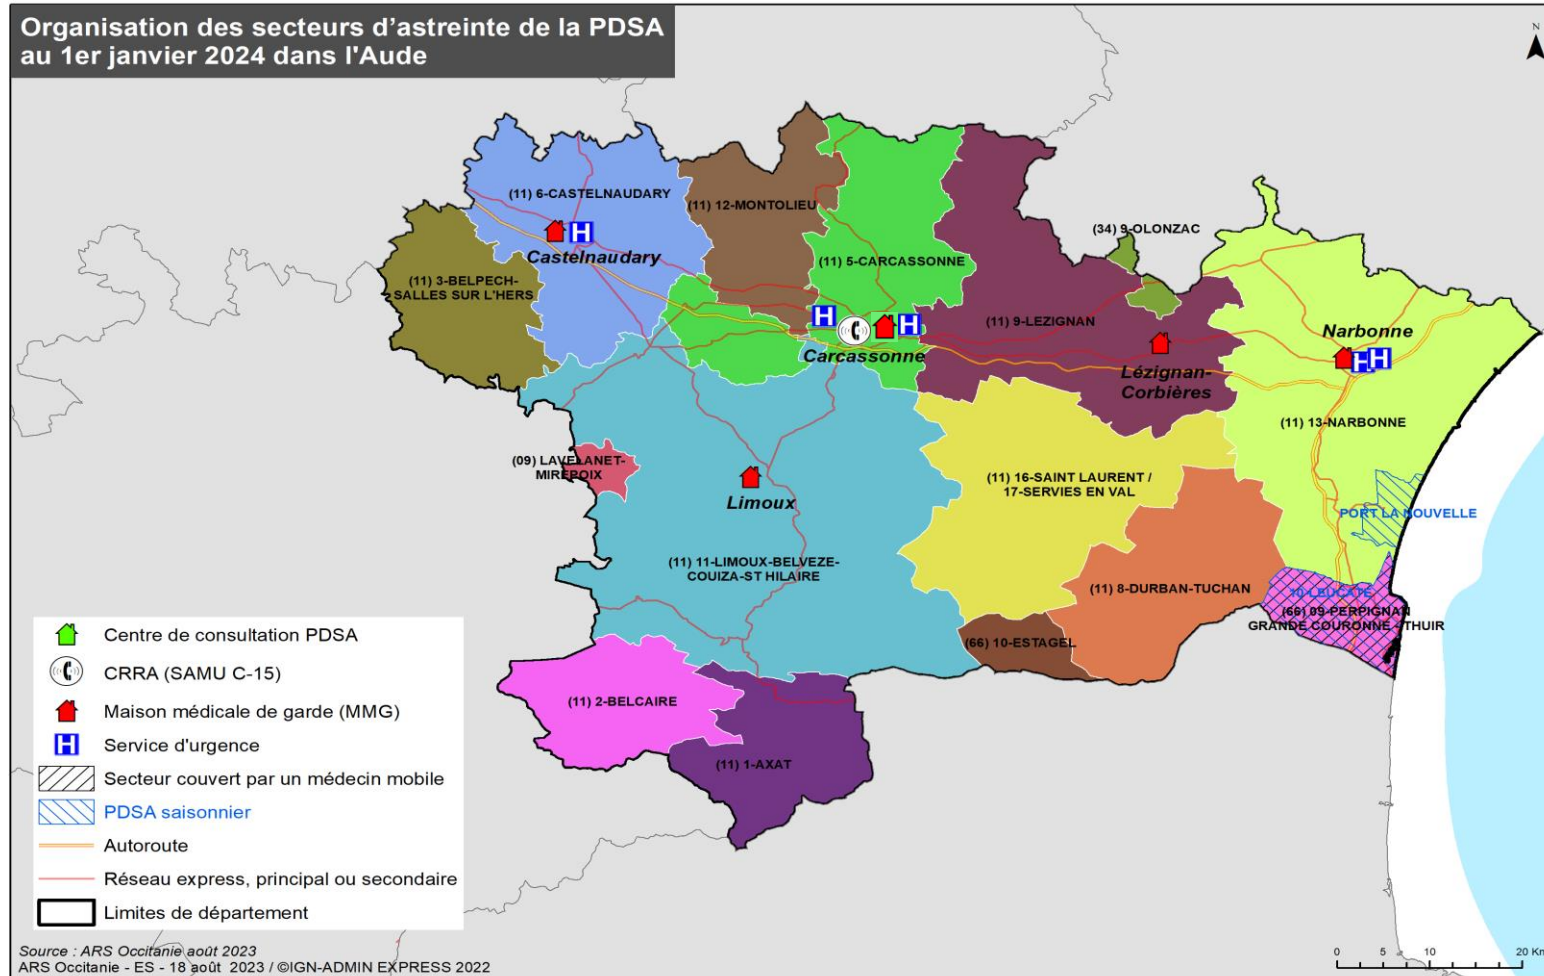 Organisation des secteurs d'astreinte de la PDSA
au 1er janvier 2024 dans l'Aude
N
(11) 6-CASTELNAUDARY
Castelnaudary
(11) 12-MONTOLIEU
(34) 9-OLONZAC
(11) 3-BELPECH-
SALLES SUR L'HERS
(11) 5-CARCASSONNE
Carcassonne
(11) 9-LEZIGNAN
Lézignan-
Corbières
Narbonne
(11) 13-NARBONNE
(09) LAVELANET-
MIREPOIX
Limoux
(11) 16-SAINT LAURENT /
17-SERVIES EN VAL
PORT LA NOUVELLE
(11) 11-LIMOUX-BELVEZE-
COUIZA-ST HILAIRE
(11) 8-DURBAN-TUCHAN
10-LEUCATE
(66) 09-PERPIGNAN
GRANDE COURONNE - THUIR
(66) 10-ESTAGEL
(11) 2-BELCAIRE
(11) 1-AXAT
Centre de consultation PDSA
CRRA (SAMU C-15)
Maison médicale de garde (MMG)
H Service d'urgence
Secteur couvert par un médecin mobile
PDSA saisonnier
Autoroute
Réseau express, principal ou secondaire
Limites de département
Source : ARS Occitanie août 2023
ARS Occitanie - ES - 18 août 2023 / ©IGN-ADMIN EXPRESS 2022
0 5 10 20 Km